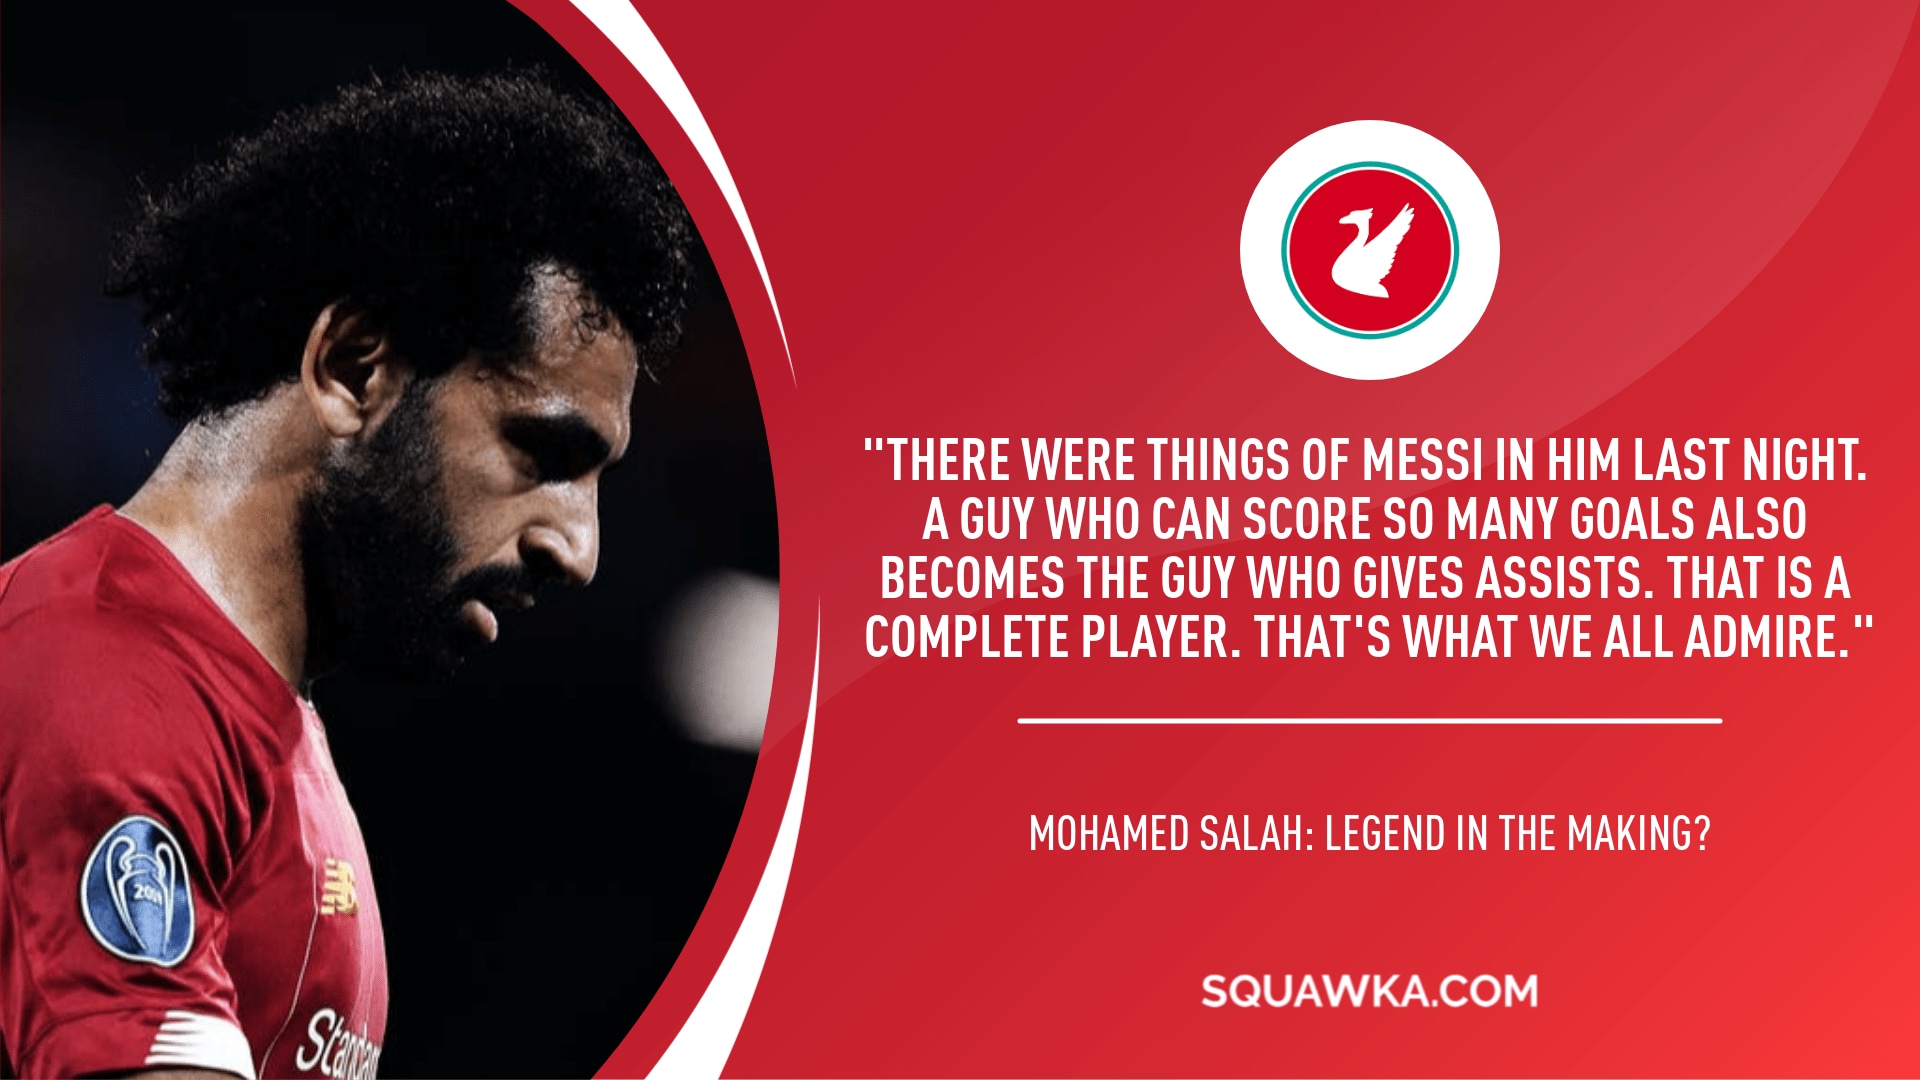 "THERE WERE THINGS OF MESSI IN HIM LAST NIGHT.
A GUY WHO CAN SCORE SO MANY GOALS ALSO
BECOMES THE GUY WHO GIVES ASSISTS. THAT IS A
COMPLETE PLAYER. THAT'S WHAT WE ALL ADMIRE."
MOHAMED SALAH: LEGEND IN THE MAKING?
SQUAWKA.COM